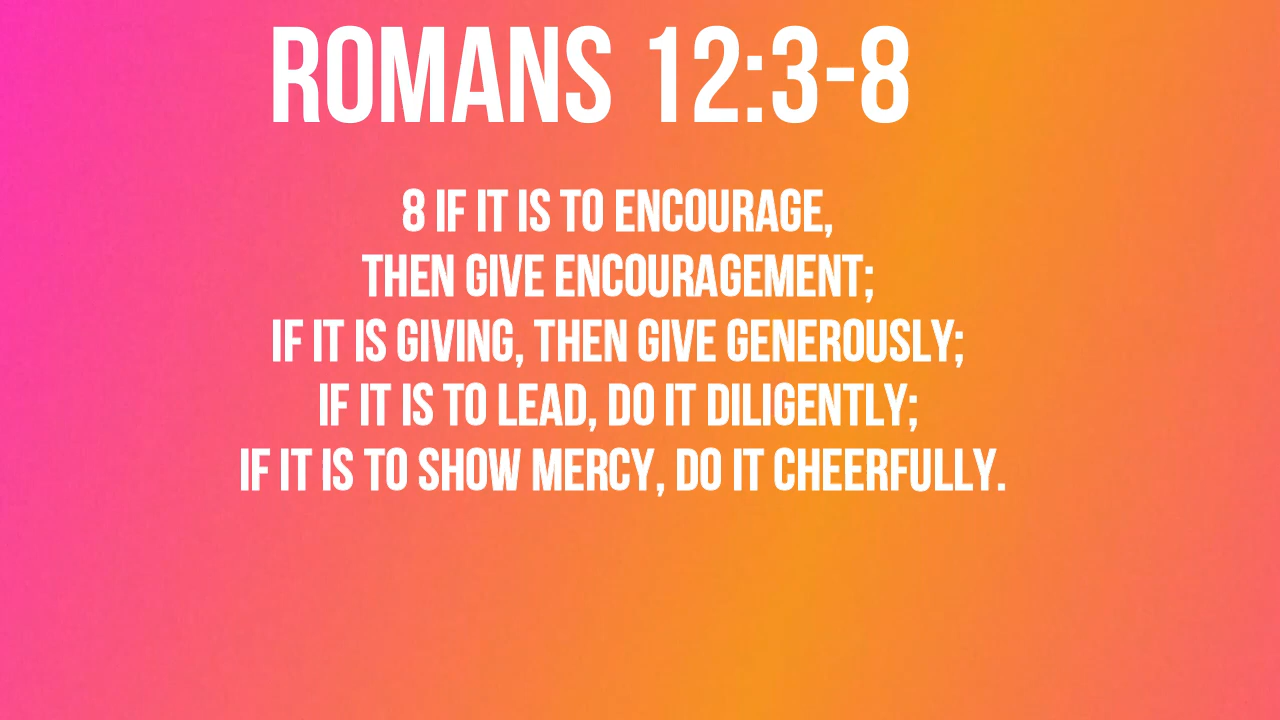 ROMANS 12:3-8
8 IF IT IS TO ENCOURAGE,
THEN GIVE ENCOURAGEMENT;
IF IT IS GIVING, THEN GIVE GENEROUSLY;
IF IT IS TO LEAD, DO IT DILIGENTLY;
IF IT IS TO SHOW MERCY, DO IT CHEERFULLY.